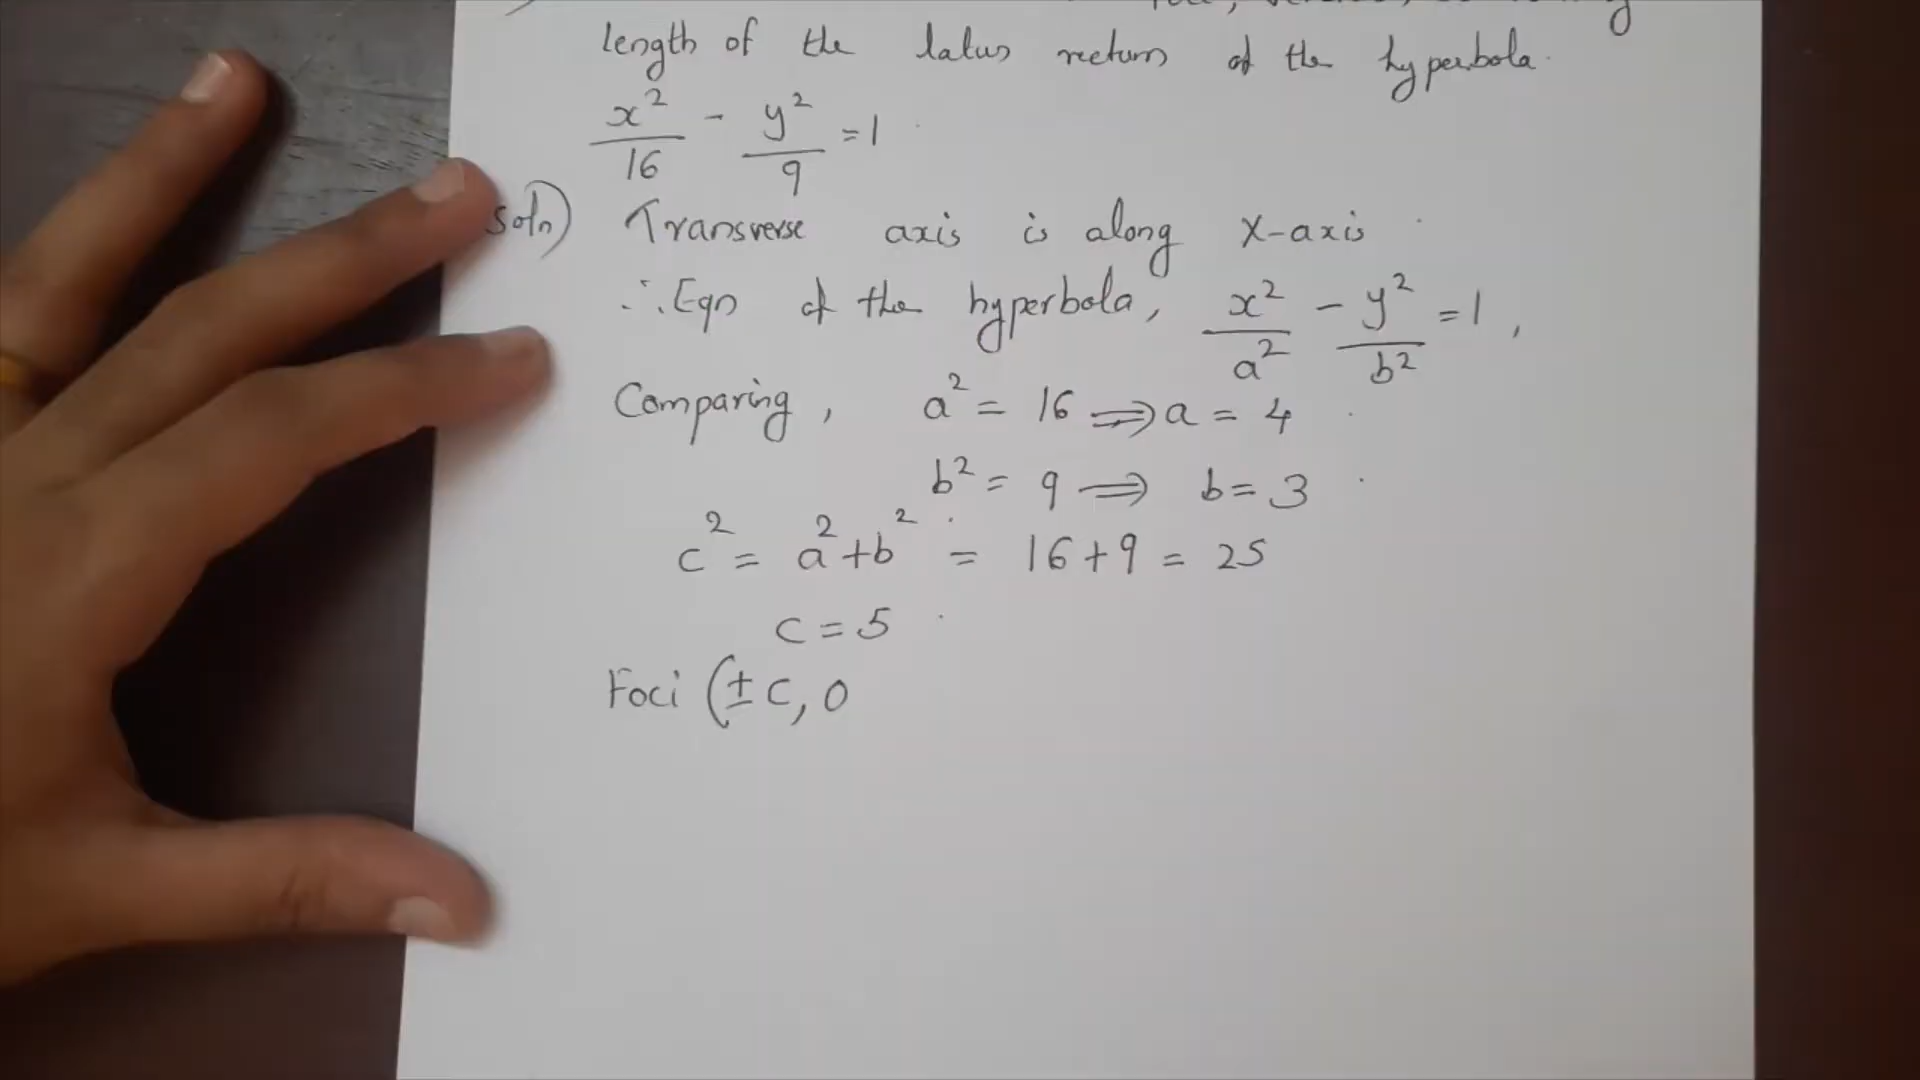 length of the latus rectum of the hyperbola.
x²/16 - y²/9 = 1
Soln) Transverse axis is along X-axis
∴ Eqn of the hyperbola, x²/a² - y²/b² = 1,
Comparing, a² = 16 ⟹ a = 4
b² = 9 ⟹ b = 3
c² = a² + b² = 16 + 9 = 25
c = 5
Foci (± c, 0